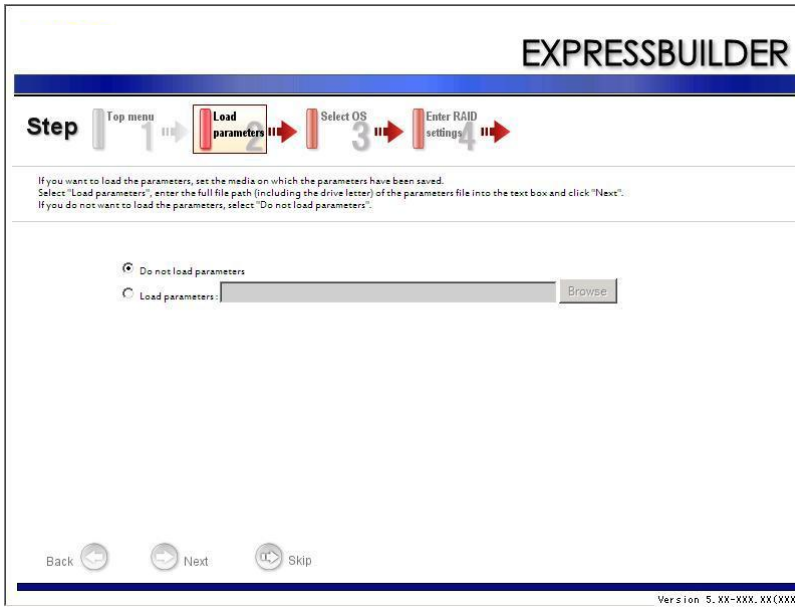 EXPRESSBUILDER
Step
Top menu 1
Load parameters 2
Select OS 3
Enter RAID settings 4
If you want to load the parameters, set the media on which the parameters have been saved.
Select "Load parameters", enter the full file path (including the drive letter) of the parameters file into the text box and click "Next".
If you do not want to load the parameters, select "Do not load parameters".
Do not load parameters
Load parameters :
Browse
Back
Next
Skip
Version 5.XX-XXX.XX(XXX